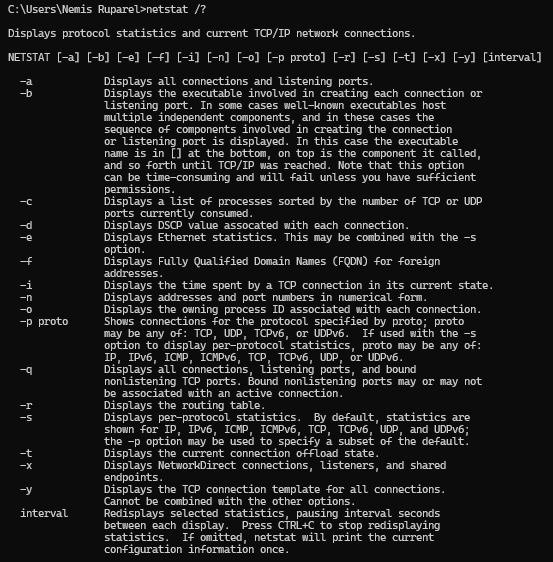 C:\Users\Nemis Ruparel>netstat /?
Displays protocol statistics and current TCP/IP network connections.
NETSTAT [-a] [-b] [-e] [-f] [-i] [-n] [-o] [-p proto] [-r] [-s] [-t] [-x] [-y] [interval]
-a Displays all connections and listening ports.
-b Displays the executable involved in creating each connection or
listening port. In some cases well-known executables host
multiple independent components, and in these cases the
sequence of components involved in creating the connection
or listening port is displayed. In this case the executable
name is in [] at the bottom, on top is the component it called,
and so forth until TCP/IP was reached. Note that this option
can be time-consuming and will fail unless you have sufficient
permissions.
-c Displays a list of processes sorted by the number of TCP or UDP
ports currently consumed.
-d Displays DSCP value assocated with each connection.
-e Displays Ethernet statistics. This may be combined with the -s
option.
-f Displays Fully Qualified Domain Names (FQDN) for foreign
addresses.
-i Displays the time spent by a TCP connection in its current state.
-n Displays addresses and port numbers in numerical form.
-o Displays the owning process ID associated with each connection.
-p proto Shows connections for the protocol specified by proto; proto
may be any of: TCP, UDP, TCPv6, or UDPv6.  If used with the -s
option to display per-protocol statistics, proto may be any of:
IP, IPv6, ICMP, ICMPv6, TCP, TCPv6, UDP, or UDPv6.
-q Displays all connections, listening ports, and bound
nonlistening TCP ports. Bound nonlistening ports may or may not
be associated with an active connection.
-r Displays the routing table.
-s Displays per-protocol statistics.  By default, statistics are
shown for IP, IPv6, ICMP, ICMPv6, TCP, TCPv6, UDP, and UDPv6;
the -p option may be used to specify a subset of the default.
-t Displays the current connection offload state.
-x Displays NetworkDirect connections, listeners, and shared
endpoints.
-y Displays the TCP connection template for all connections.
Cannot be combined with the other options.
interval Redisplays selected statistics, pausing interval seconds
between each display.  Press CTRL+C to stop redisplaying
statistics.  If omitted, netstat will print the current
configuration information once.